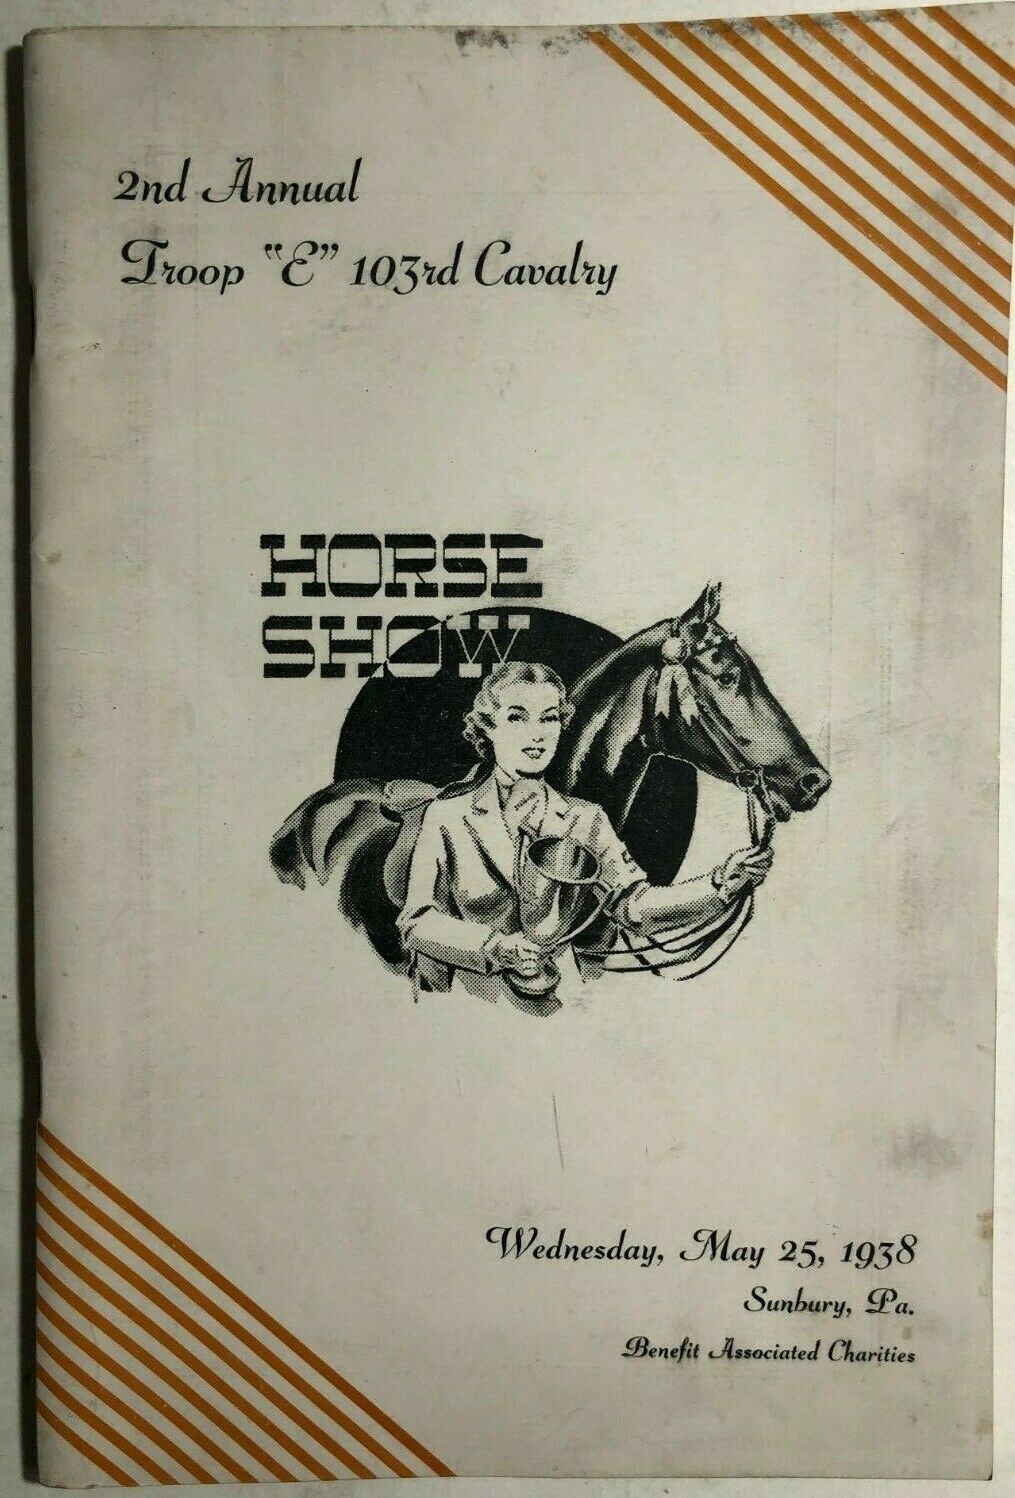 2nd Annual
Troop "E" 103rd Cavalry
HORSE
SHOW
Wednesday, May 25, 1938
Sunbury, Pa.
Benefit Associated Charities